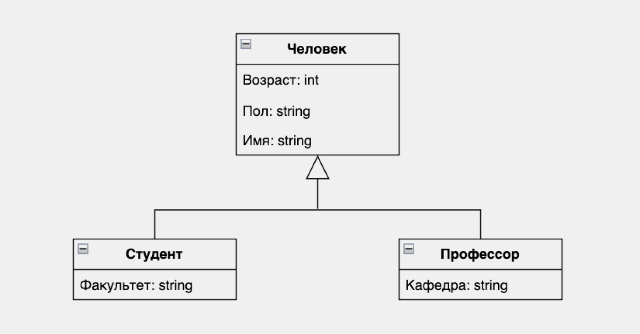 Человек
Возраст: int
Пол: string
Имя: string
Студент
Факультет: string
Профессор
Кафедра: string